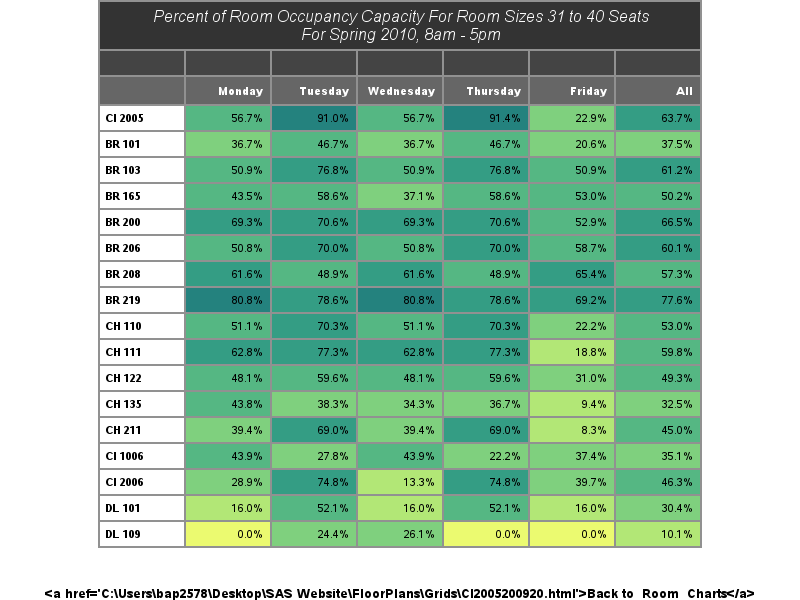 Percent of Room Occupancy Capacity For Room Sizes 31 to 40 Seats
For Spring 2010, 8am - 5pm
Monday Tuesday Wednesday Thursday Friday All
CI 2005 56.7% 91.0% 56.7% 91.4% 22.9% 63.7%
BR 101 36.7% 46.7% 36.7% 46.7% 20.6% 37.5%
BR 103 50.9% 76.8% 50.9% 76.8% 50.9% 61.2%
BR 165 43.5% 58.6% 37.1% 58.6% 53.0% 50.2%
BR 200 69.3% 70.6% 69.3% 70.6% 52.9% 66.5%
BR 206 50.8% 70.0% 50.8% 70.0% 58.7% 60.1%
BR 208 61.6% 48.9% 61.6% 48.9% 65.4% 57.3%
BR 219 80.8% 78.6% 80.8% 78.6% 69.2% 77.6%
CH 110 51.1% 70.3% 51.1% 70.3% 22.2% 53.0%
CH 111 62.8% 77.3% 62.8% 77.3% 18.8% 59.8%
CH 122 48.1% 59.6% 48.1% 59.6% 31.0% 49.3%
CH 135 43.8% 38.3% 34.3% 36.7% 9.4% 32.5%
CH 211 39.4% 69.0% 39.4% 69.0% 8.3% 45.0%
CI 1006 43.9% 27.8% 43.9% 22.2% 37.4% 35.1%
CI 2006 28.9% 74.8% 13.3% 74.8% 39.7% 46.3%
DL 101 16.0% 52.1% 16.0% 52.1% 16.0% 30.4%
DL 109 0.0% 24.4% 26.1% 0.0% 0.0% 10.1%
<a href='C:\Users\bap2578\Desktop\SAS Website\FloorPlans\Grids\CI2005200920.html'>Back to Room Charts</a>